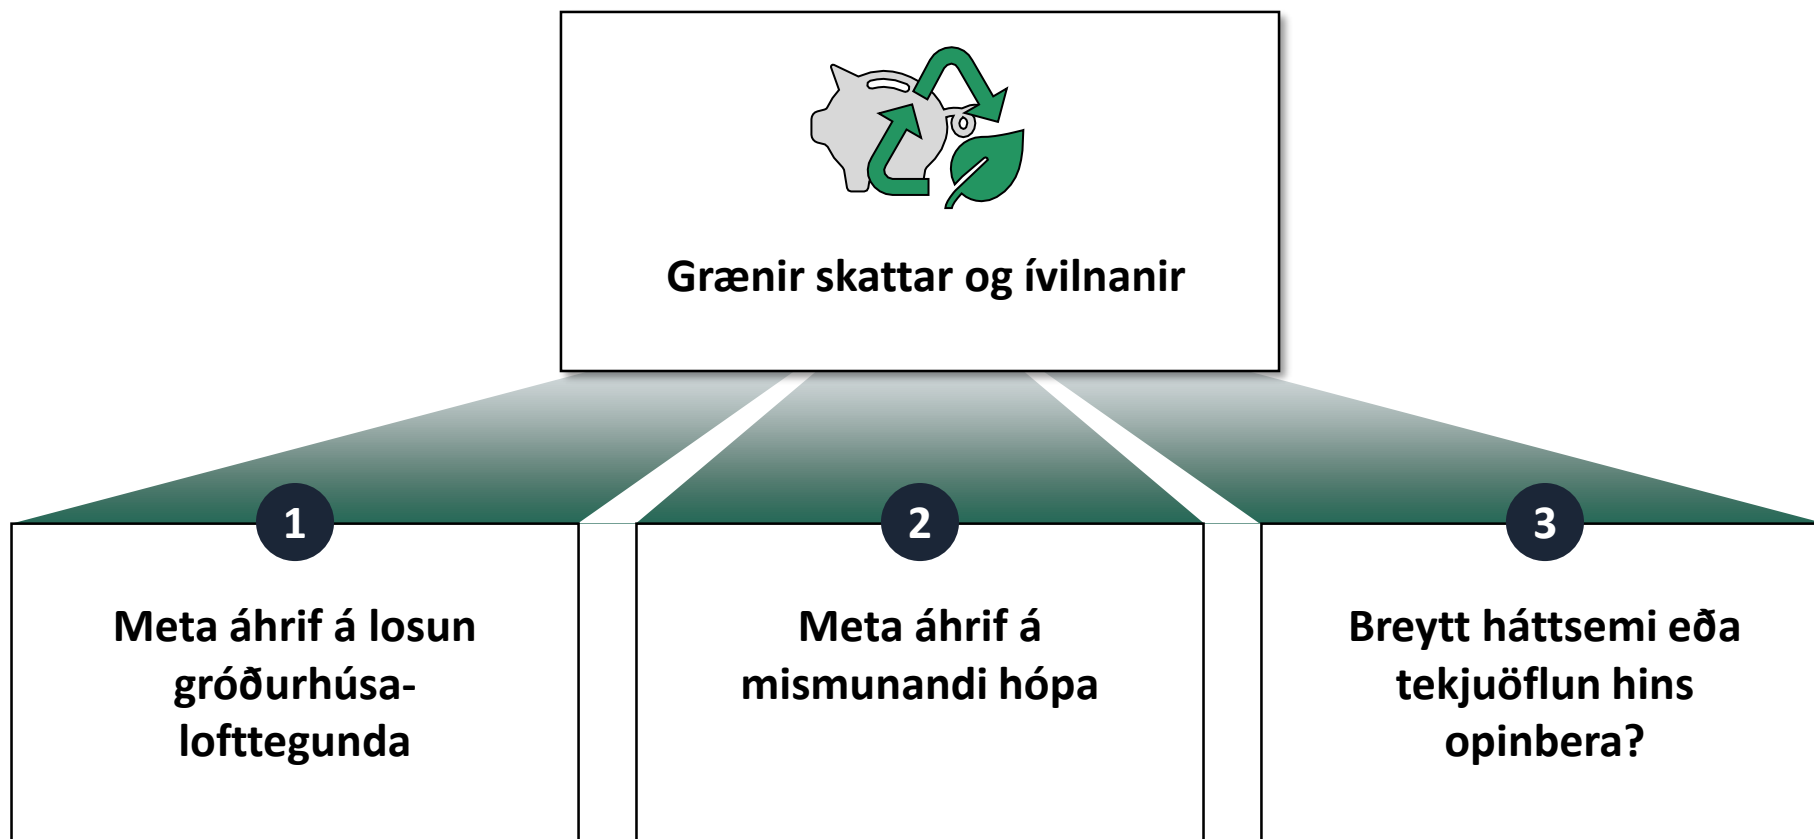 Grænir skattar og ívilnanir
1
Meta áhrif á losun
gróðurhúsa-
lofttegunda
2
Meta áhrif á
mismunandi hópa
3
Breytt háttsemi eða
tekjuöflun hins
opinbera?